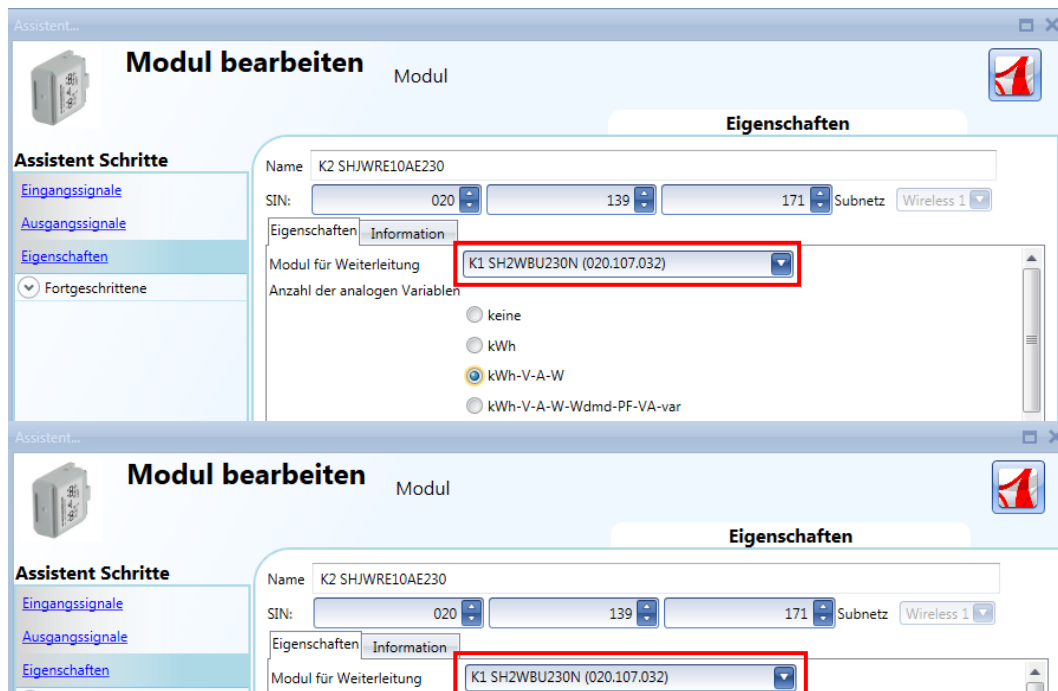 Assistent...
Modul bearbeiten Modul
Eigenschaften
Assistent Schritte
Name K2 SHJWRE10AE230
Eingangssignale
SIN: 020 139 171 Subnetz Wireless 1
Ausgangssignale
Eigenschaften Information
Eigenschaften
Modul für Weiterleitung K1 SH2WBU230N (020.107.032)
Fortgeschrittene
Anzahl der analogen Variablen
keine
kWh
kWh-V-A-W
kWh-V-A-W-Wdmd-PF-VA-var
Assistent...
Modul bearbeiten Modul
Eigenschaften
Assistent Schritte
Name K2 SHJWRE10AE230
Eingangssignale
SIN: 020 139 171 Subnetz Wireless 1
Ausgangssignale
Eigenschaften Information
Eigenschaften
Modul für Weiterleitung K1 SH2WBU230N (020.107.032)